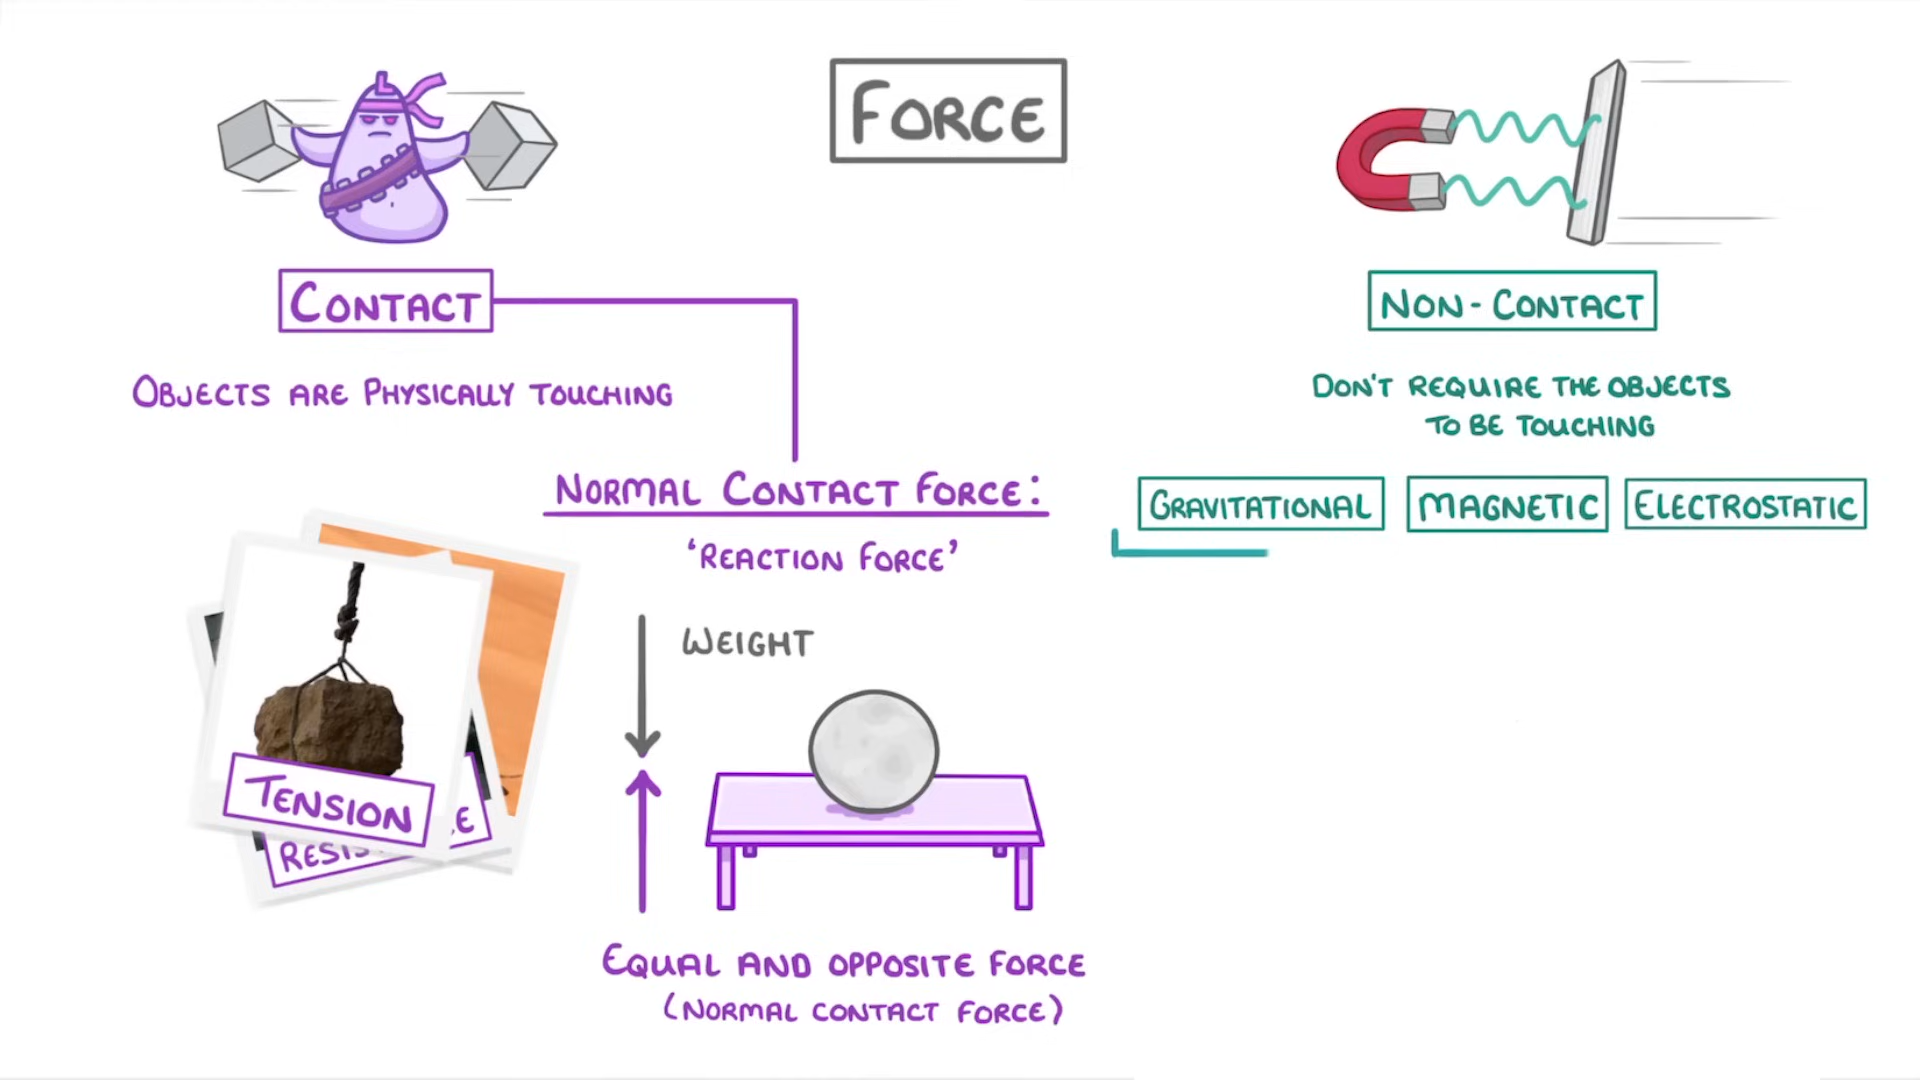 FORCE
CONTACT
NON-CONTACT
OBJECTS ARE PHYSICALLY TOUCHING
DON'T REQUIRE THE OBJECTS
TO BE TOUCHING
NORMAL CONTACT FORCE:
'REACTION FORCE'
GRAVITATIONAL
MAGNETIC
ELECTROSTATIC
WEIGHT
TENSION
EQUAL AND OPPOSITE FORCE
(NORMAL CONTACT FORCE)